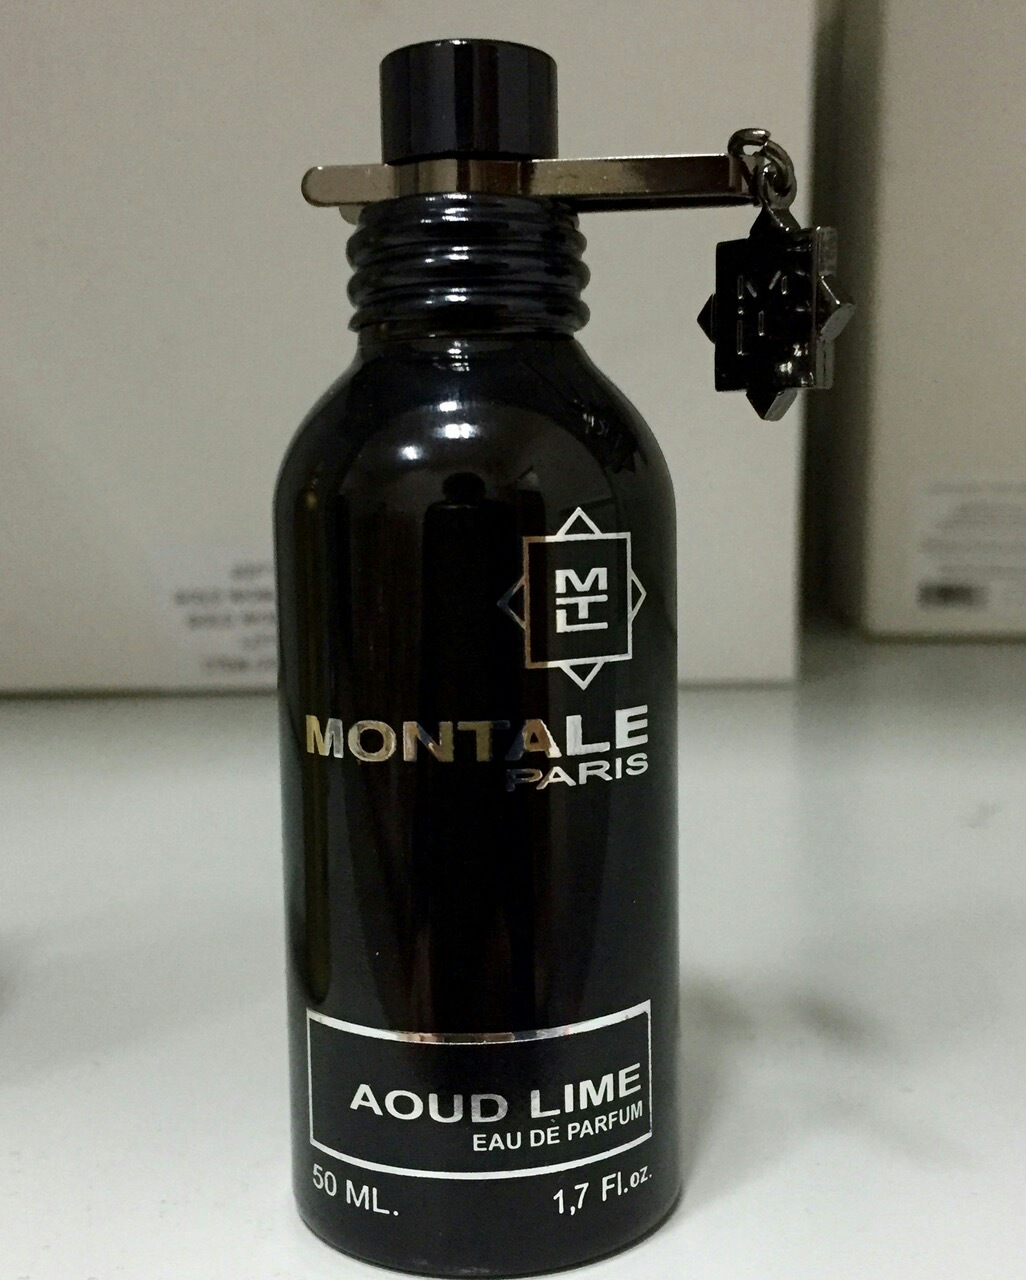 MTL
MONTALE
PARIS
AOUD LIME
EAU DE PARFUM
50 ML. 1,7 Fl.oz.